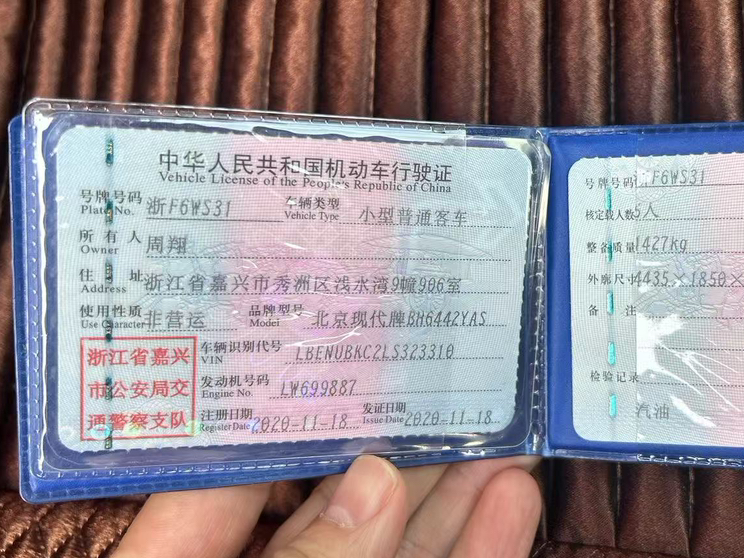 中华人民共和国机动车行驶证
Vehicle License of the People's Republic of China
号牌号码 浙F6WS31 车辆类型 小型普通客车
Plate No. Vehicle Type
所有人 周翔
Owner
住址 浙江省嘉兴市秀洲区浅水湾9幢906室
Address
使用性质 非营运 品牌型号 北京现代牌BH6442YAS
Use Character Model
浙江省嘉兴
市公安局交
通警察支队
车辆识别代号 LBENUBKC2LS323310
VIN
发动机号码 LW699887
Engine No.
注册日期 2020-11-18 发证日期 2020-11-18
Register Date Issue Date
号牌号码 F6WS31
核定载人数 5人
整备质量 1427kg
外廓尺寸 4435×1850×
备注
检验记录
汽油